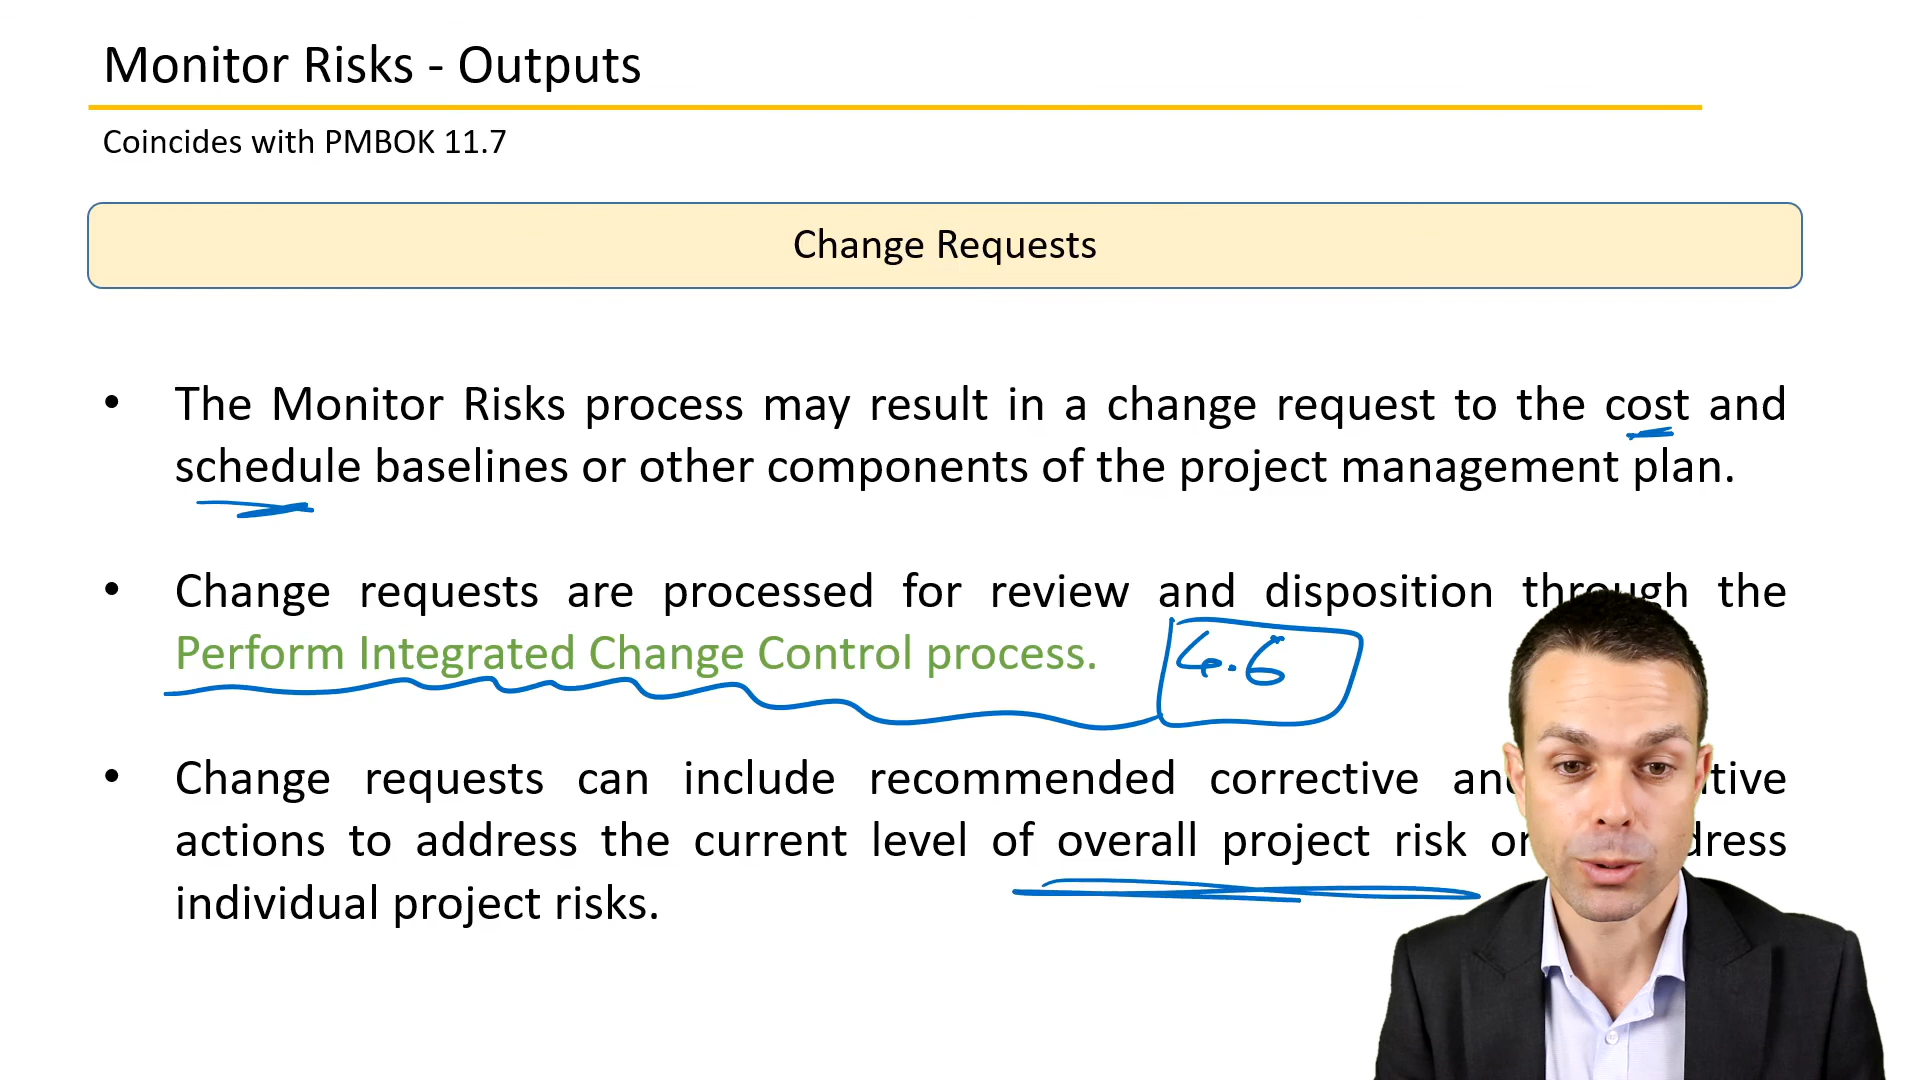 Monitor Risks - Outputs
Coincides with PMBOK 11.7
Change Requests
• The Monitor Risks process may result in a change request to the cost and
schedule baselines or other components of the project management plan.
• Change requests are processed for review and disposition through the
Perform Integrated Change Control process. 4.6
• Change requests can include recommended corrective
actions to address the current level of overall project risk or
individual project risks.